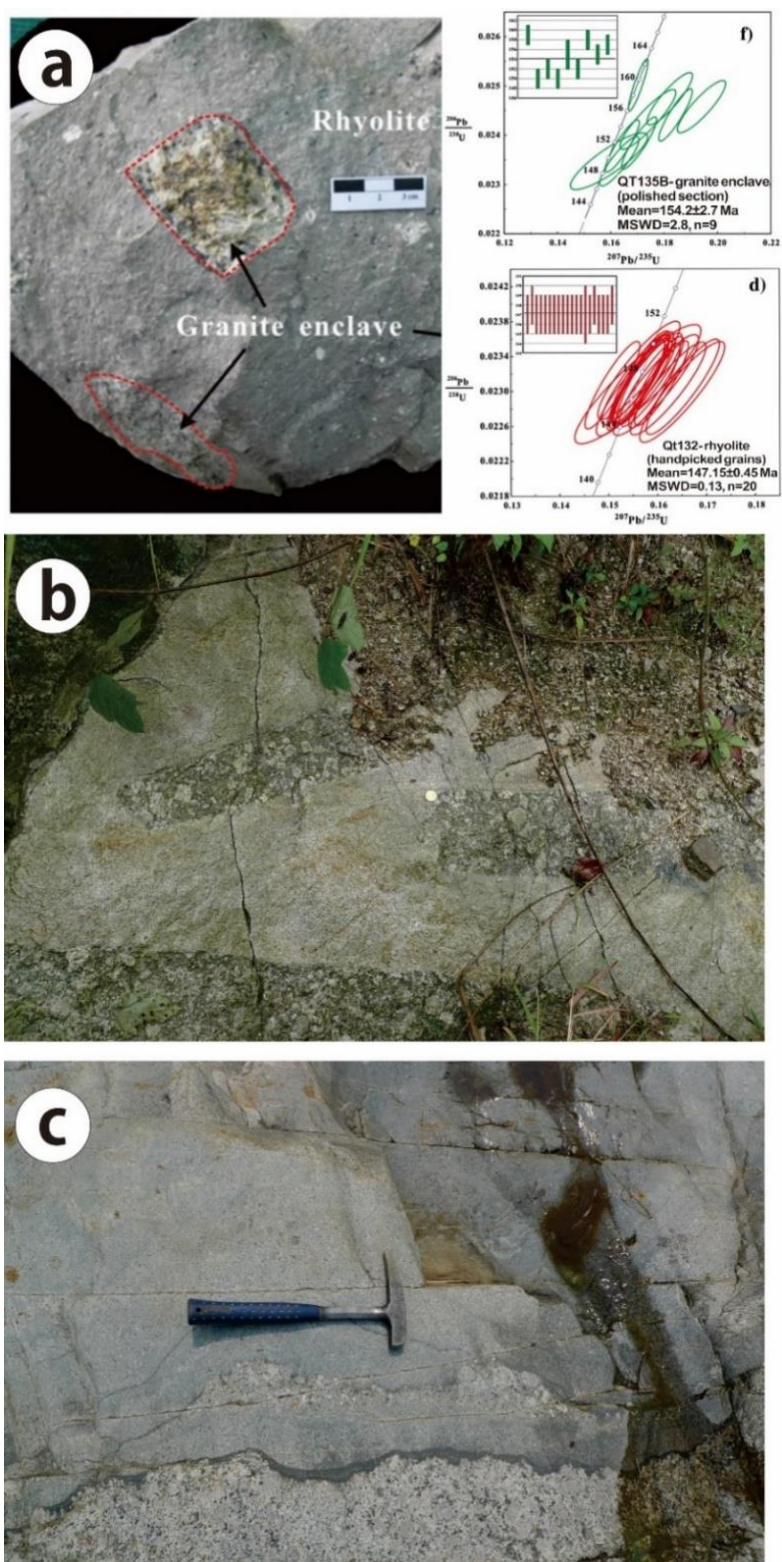 a
Rhyolite
1 2 3 cm
Granite enclave
f)
0.026
0.025
0.024
0.023
0.022
²⁰⁶Pb
²³⁸U
164
160
156
152
148
144
QT135B-granite enclave
(polished section)
Mean=154.2±2.7 Ma
MSWD=2.8, n=9
0.12 0.14 0.16 0.18 0.20
²⁰⁷Pb/²³⁵U
d)
0.0242
0.0238
0.0234
0.0230
0.0226
0.0222
0.0218
²⁰⁶Pb
²³⁸U
152
148
140
Qt132-rhyolite
(handpicked grains)
Mean=147.15±0.45 Ma
MSWD=0.13, n=20
0.13 0.14 0.15 0.16 0.17 0.18
²⁰⁷Pb/²³⁵U
b
c